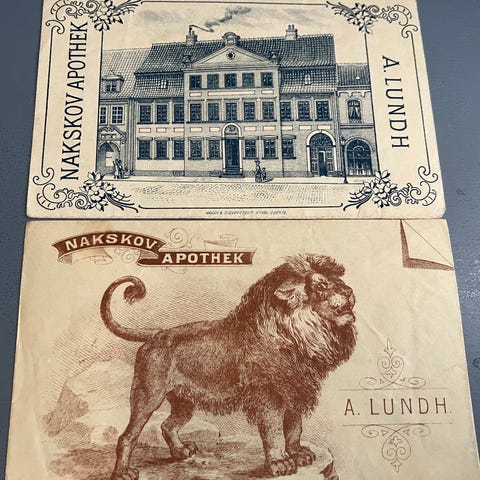 NAKSKOV APOTHEK
A. LUNDH
NAKSKOV
APOTHEK
A. LUNDH.